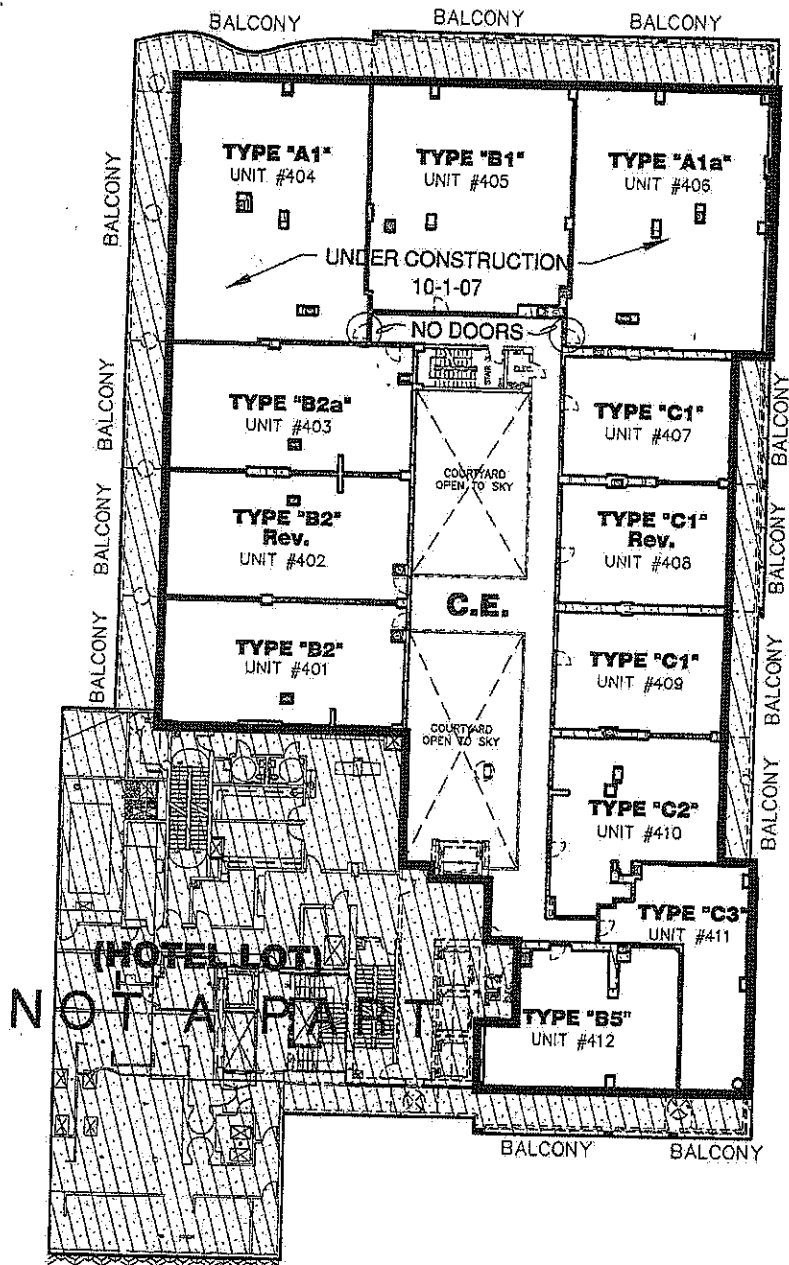 BALCONY
BALCONY
BALCONY
TYPE "A1"
UNIT #404
TYPE "B1"
UNIT #405
TYPE "A1a"
UNIT #406
BALCONY
UNDER CONSTRUCTION
10-1-07
NO DOORS
STAIR
TYPE "B2a"
UNIT #403
TYPE "C1"
UNIT #407
BALCONY
BALCONY
COURTYARD
OPEN TO SKY
TYPE "B2"
Rev.
UNIT #402
TYPE "C1"
Rev.
UNIT #408
BALCONY
BALCONY
C.E.
TYPE "B2"
UNIT #401
TYPE "C1"
UNIT #409
BALCONY
BALCONY
COURTYARD
OPEN TO SKY
TYPE "C2"
UNIT #410
BALCONY
TYPE "C3"
UNIT #411
(HOTEL LOT)
NOT A PART
TYPE "B5"
UNIT #412
BALCONY
BALCONY